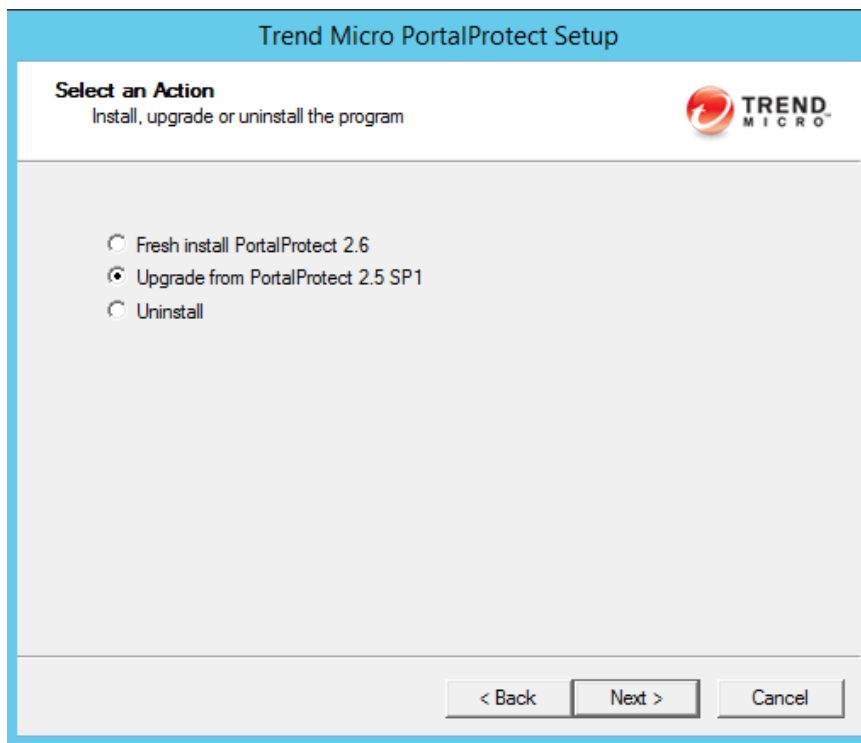 Trend Micro PortalProtect Setup
Select an Action
Install, upgrade or uninstall the program
TREND
MICRO™
Fresh install PortalProtect 2.6
Upgrade from PortalProtect 2.5 SP1
Uninstall
< Back
Next >
Cancel